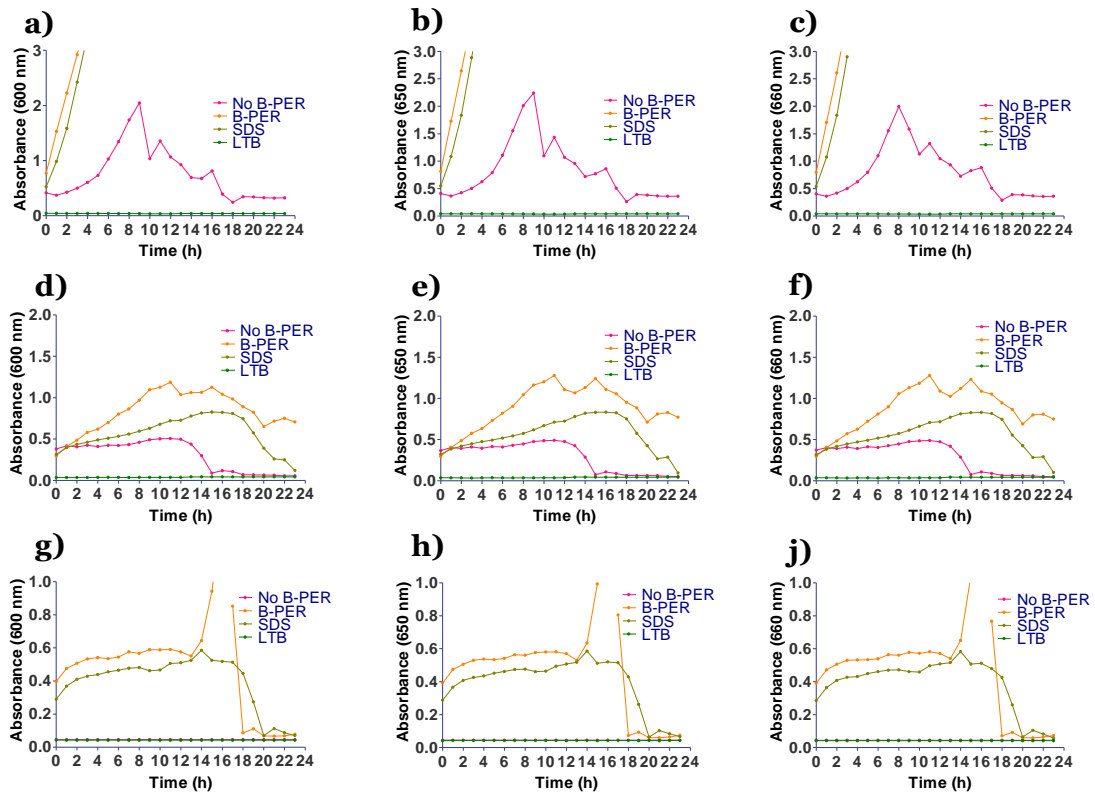 a)
Absorbance (600 nm)
3
2
1
0
0 2 4 6 8 10 12 14 16 18 20 22 24
Time (h)
No B-PER
B-PER
SDS
LTB
b)
Absorbance (650 nm)
3.0
2.5
2.0
1.5
1.0
0.5
0.0
0 2 4 6 8 10 12 14 16 18 20 22 24
Time (h)
No B-PER
B-PER
SDS
LTB
c)
Absorbance (660 nm)
3.0
2.5
2.0
1.5
1.0
0.5
0.0
0 2 4 6 8 10 12 14 16 18 20 22 24
Time (h)
No B-PER
B-PER
SDS
LTB
d)
Absorbance (600 nm)
2.0
1.5
1.0
0.5
0.0
0 2 4 6 8 10 12 14 16 18 20 22 24
Time (h)
No B-PER
B-PER
SDS
LTB
e)
Absorbance (650 nm)
2.0
1.5
1.0
0.5
0.0
0 2 4 6 8 10 12 14 16 18 20 22 24
Time (h)
No B-PER
B-PER
SDS
LTB
f)
Absorbance (660 nm)
2.0
1.5
1.0
0.5
0.0
0 2 4 6 8 10 12 14 16 18 20 22 24
Time (h)
No B-PER
B-PER
SDS
LTB
g)
Absorbance (600 nm)
1.0
0.8
0.6
0.4
0.2
0.0
0 2 4 6 8 10 12 14 16 18 20 22 24
Time (h)
No B-PER
B-PER
SDS
LTB
h)
Absorbance (650 nm)
1.0
0.8
0.6
0.4
0.2
0.0
0 2 4 6 8 10 12 14 16 18 20 22 24
Time (h)
No B-PER
B-PER
SDS
LTB
j)
Absorbance (660 nm)
1.0
0.8
0.6
0.4
0.2
0.0
0 2 4 6 8 10 12 14 16 18 20 22 24
Time (h)
No B-PER
B-PER
SDS
LTB